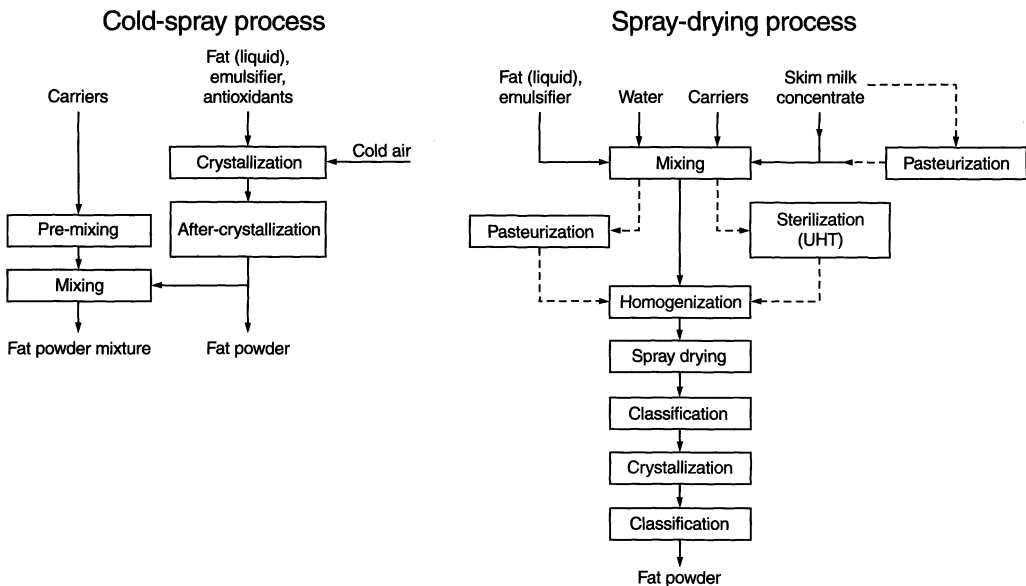 Cold-spray process
Fat (liquid),
emulsifier,
antioxidants
Carriers
Cold air
Crystallization
After-crystallization
Pre-mixing
Mixing
Fat powder mixture
Fat powder
Spray-drying process
Fat (liquid),
emulsifier
Water
Carriers
Skim milk
concentrate
Mixing
Pasteurization
Pasteurization
Sterilization
(UHT)
Homogenization
Spray drying
Classification
Crystallization
Classification
Fat powder